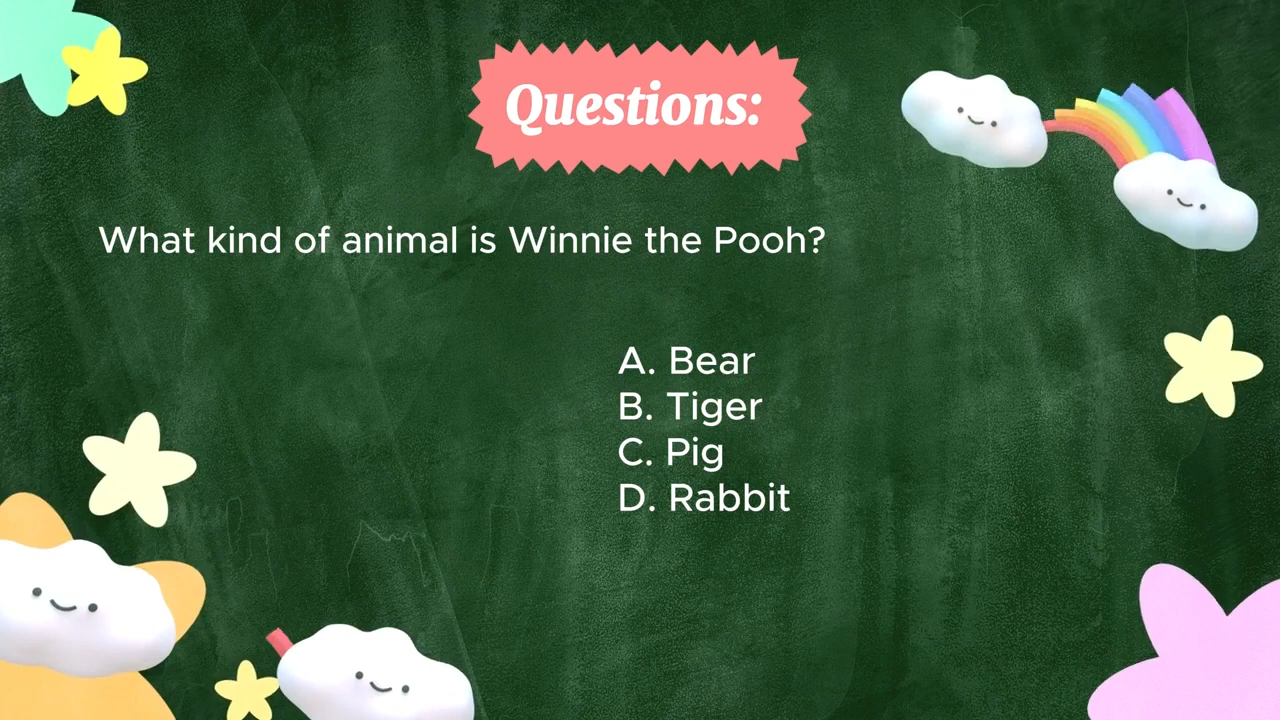 Questions:
What kind of animal is Winnie the Pooh?
A. Bear
B. Tiger
C. Pig
D. Rabbit